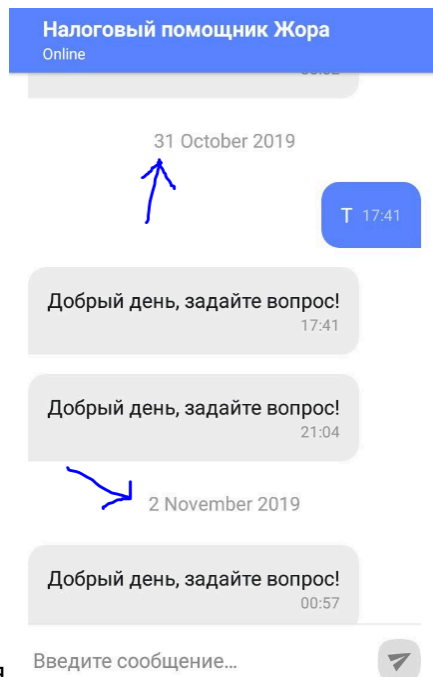 Налоговый помощник Жора
Online
31 October 2019
Т 17:41
Добрый день, задайте вопрос!
17:41
Добрый день, задайте вопрос!
21:04
2 November 2019
Добрый день, задайте вопрос!
00:57
Введите сообщение...